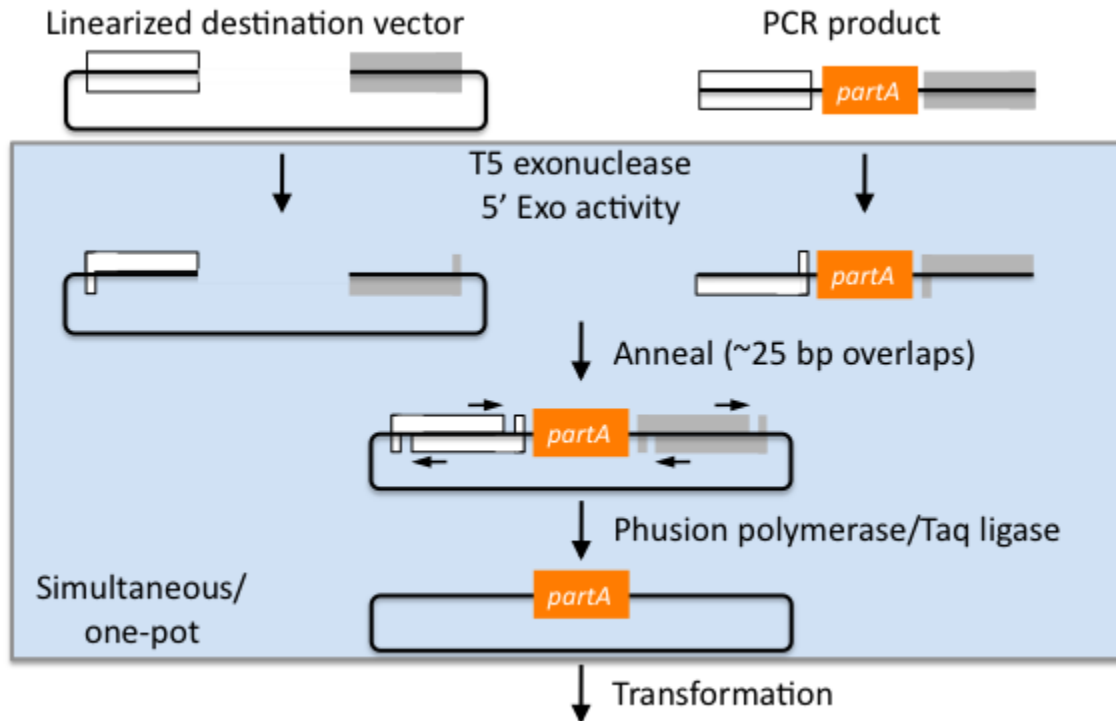 Linearized destination vector
PCR product
partA
T5 exonuclease
5’ Exo activity
partA
Anneal (~25 bp overlaps)
partA
Phusion polymerase/Taq ligase
partA
Simultaneous/
one-pot
Transformation